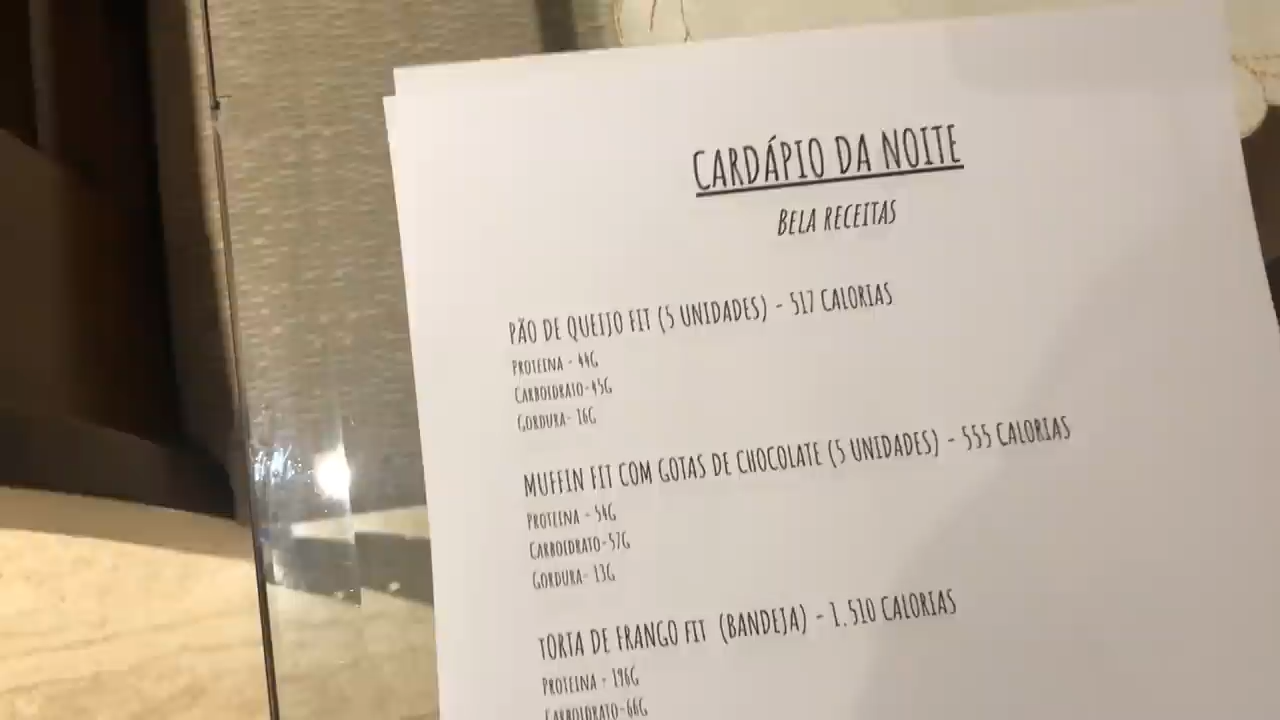 CARDÁPIO DA NOITE
BELA RECEITAS
PÃO DE QUEIJO FIT (5 UNIDADES) - 517 CALORIAS
PROTEINA - 44G
CARBOIDRATO-45G
GORDURA- 16G
MUFFIN FIT COM GOTAS DE CHOCOLATE (5 UNIDADES) - 555 CALORIAS
PROTEINA - 54G
CARBOIDRATO-57G
GORDURA- 13G
TORTA DE FRANGO FIT (BANDEJA) - 1.510 CALORIAS
PROTEINA - 196G
CARBOIDRATO-66G